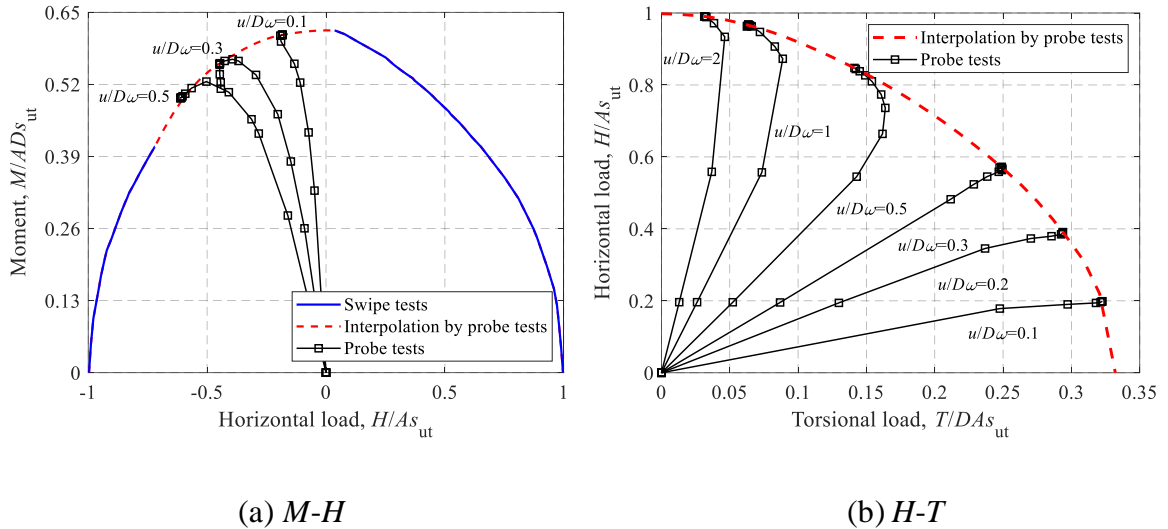 0.65
0.52
0.39
0.26
0.13
0
-1
-0.5
0
0.5
1
Moment, M/ADs_ut
Horizontal load, H/As_ut
u/Dω=0.1
u/Dω=0.3
u/Dω=0.5
Swipe tests
Interpolation by probe tests
Probe tests
(a) M-H
1
0.8
0.6
0.4
0.2
0
0
0.05
0.1
0.15
0.2
0.25
0.3
0.35
Horizontal load, H/As_ut
Torsional load, T/DAs_ut
Interpolation by probe tests
Probe tests
u/Dω=2
u/Dω=1
u/Dω=0.5
u/Dω=0.3
u/Dω=0.2
u/Dω=0.1
(b) H-T